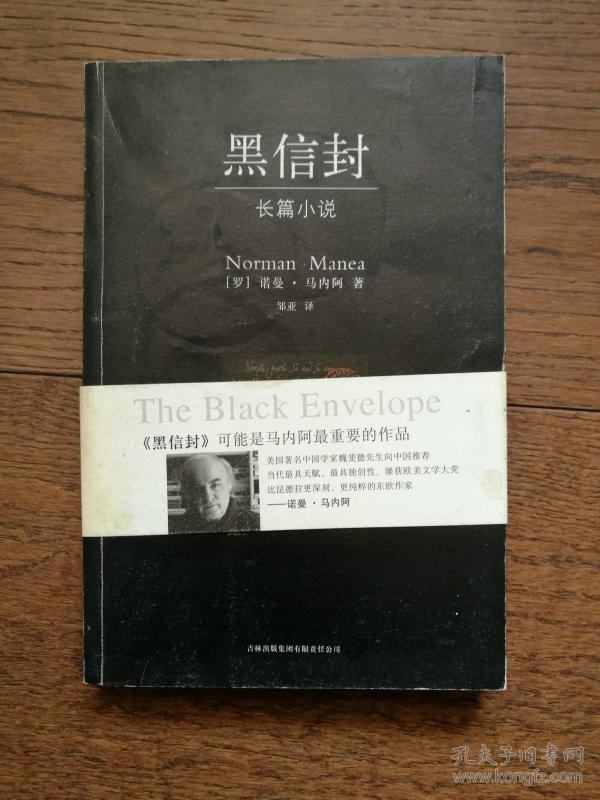 黑信封
长篇小说
Norman · Manea
［罗］诺曼·马内阿 著
邹亚 译
The Black Envelope
《黑信封》可能是马内阿最重要的作品
美国著名中国学家魏斐德先生向中国推荐
当代最具天赋、最具独创性、屡获欧美文学大奖
比昆德拉更深刻、更纯粹的东欧作家
——诺曼·马内阿
吉林出版集团有限责任公司
孔夫子旧书网
www.kongfz.com